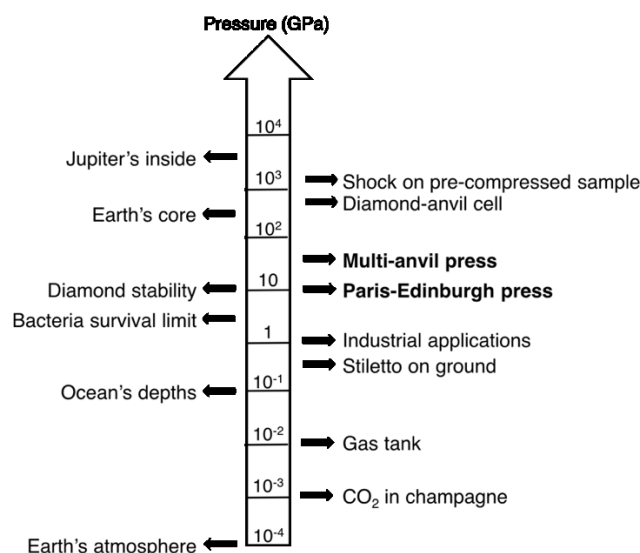 Pressure (GPa)
10⁴
Jupiter's inside
10³
Shock on pre-compressed sample
Diamond-anvil cell
Earth's core
10²
Multi-anvil press
10
Diamond stability
Paris-Edinburgh press
Bacteria survival limit
1
Industrial applications
Stiletto on ground
10⁻¹
Ocean's depths
10⁻²
Gas tank
10⁻³
CO₂ in champagne
10⁻⁴
Earth's atmosphere